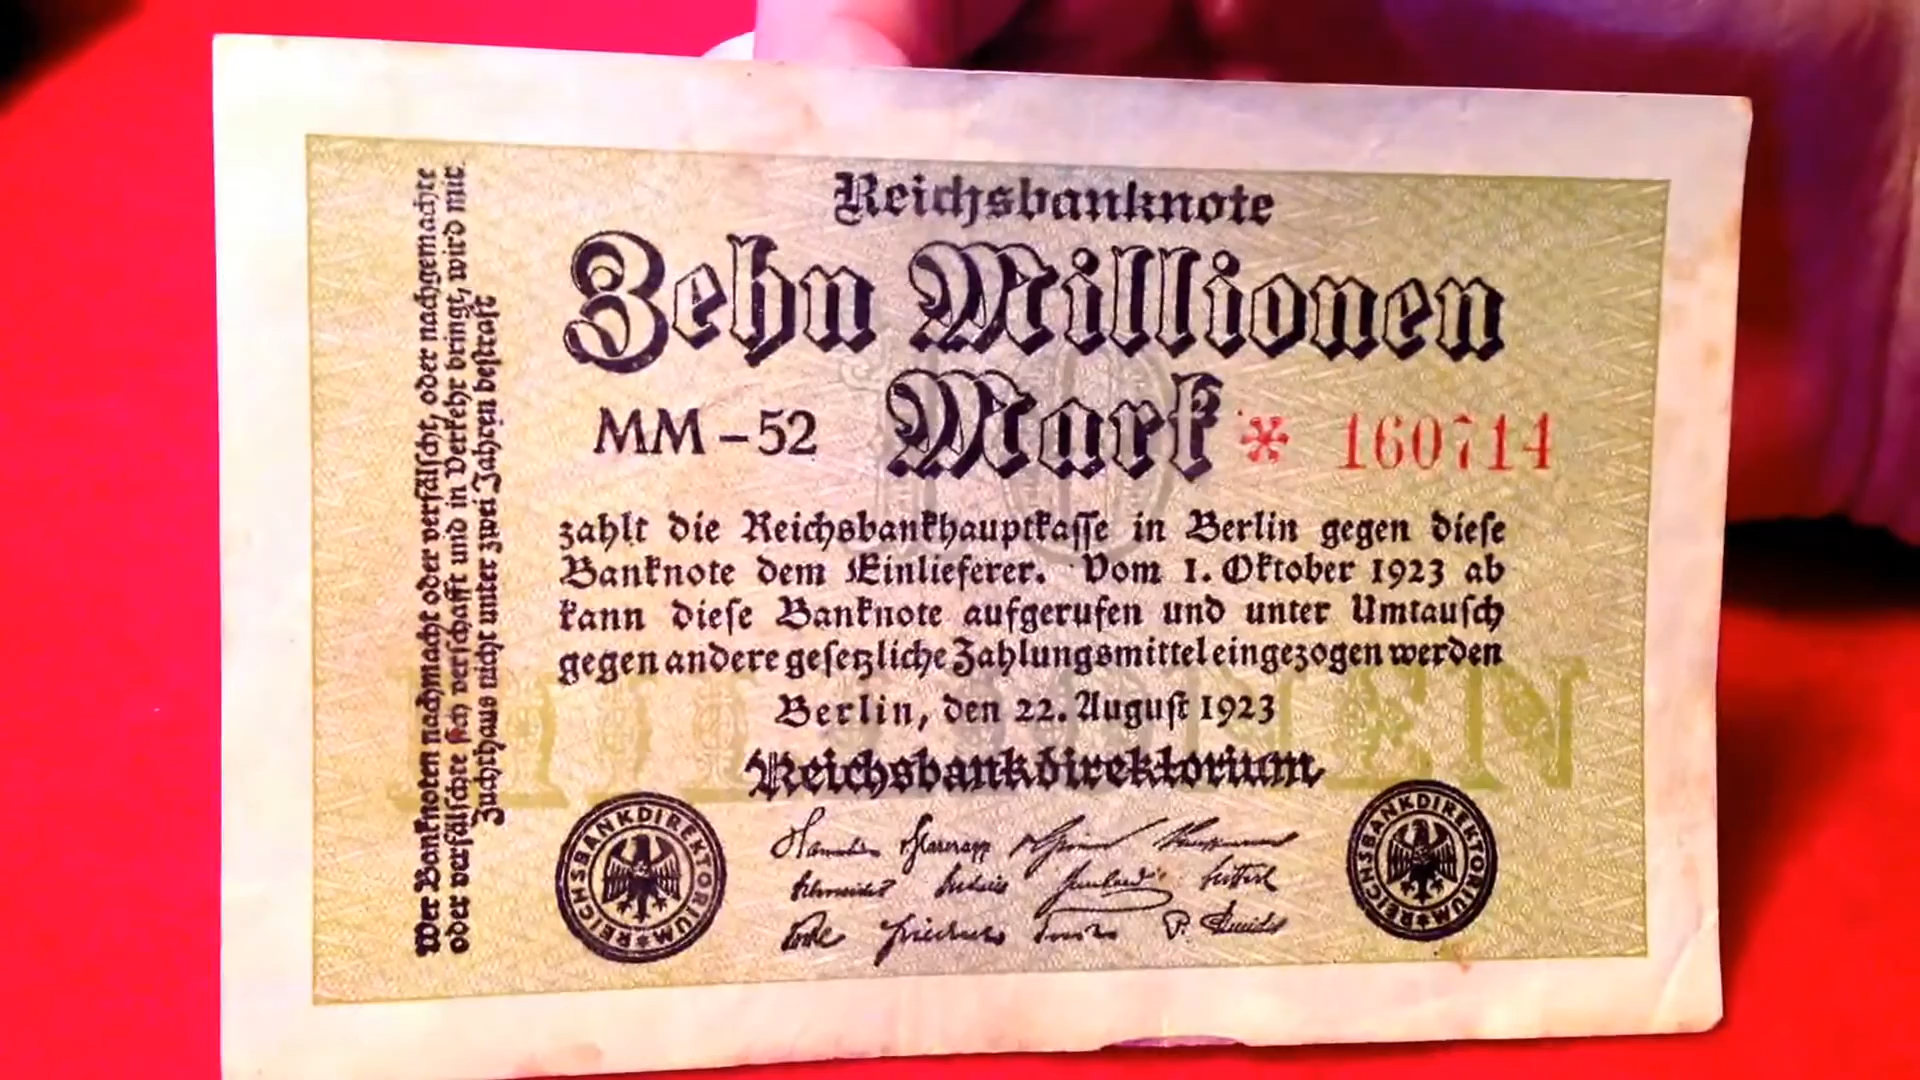 Reichsbanknote
Zehn Millionen
Mark
MM-52
* 160714
zahlt die Reichsbankhauptkasse in Berlin gegen diese
Banknote dem Einlieferer. Vom 1. Oktober 1923 ab
kann diese Banknote aufgerufen und unter Umtausch
gegen andere gesetzliche Zahlungsmittel eingezogen werden
Berlin, den 22. August 1923
Reichsbankdirektorium
REICHSBANKDIREKTORIUM
REICHSBANKDIREKTORIUM
Wer Banknoten nachmacht oder verfälscht, oder nachgemachte
oder verfälschte sich verschafft und in Verkehr bringt, wird mit
Zuchthaus nicht unter zwei Jahren bestraft
10